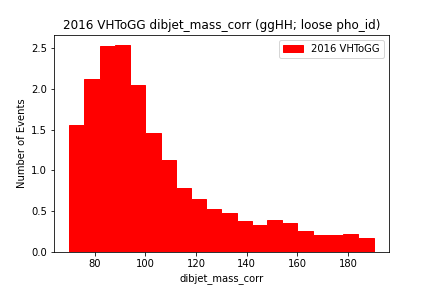 2016 VHToGG dibjet_mass_corr (ggHH; loose pho_id)
2016 VHToGG
2.5
2.0
1.5
1.0
0.5
0.0
Number of Events
80 100 120 140 160 180
dibjet_mass_corr